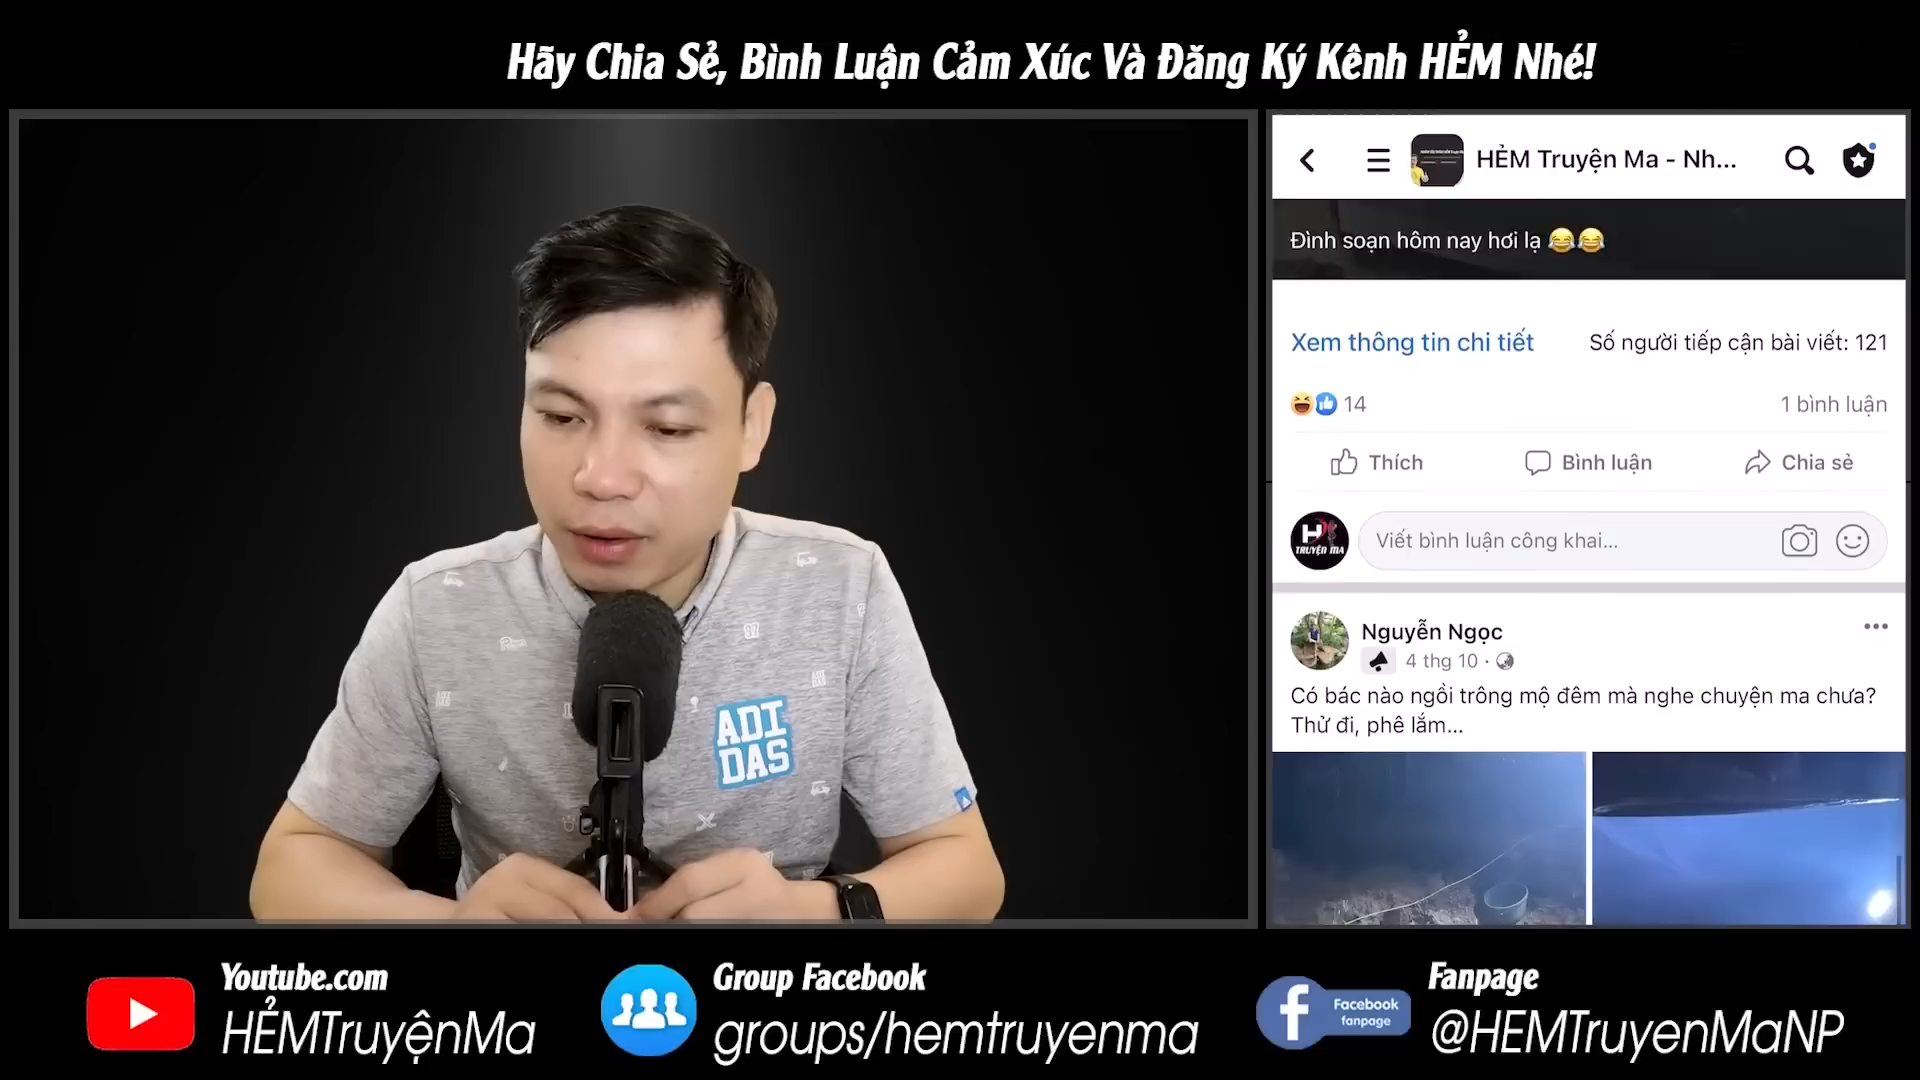 Hãy Chia Sẻ, Bình Luận Cảm Xúc Và Đăng Ký Kênh HẺM Nhé!
HẺM Truyện Ma - Nh...
Đình soạn hôm nay hơi lạ 😂😂
Xem thông tin chi tiết
Số người tiếp cận bài viết: 121
14
1 bình luận
Thích
Bình luận
Chia sẻ
H
TRUYỆN MA
Viết bình luận công khai...
Nguyễn Ngọc
4 thg 10 ·
Có bác nào ngồi trông mộ đêm mà nghe chuyện ma chưa?
Thử đi, phê lắm...
97
ADI
DAS
Youtube.com
HẺMTruyệnMa
Group Facebook
groups/hemtruyenma
Facebook
fanpage
Fanpage
@HEMTruyenMaNP